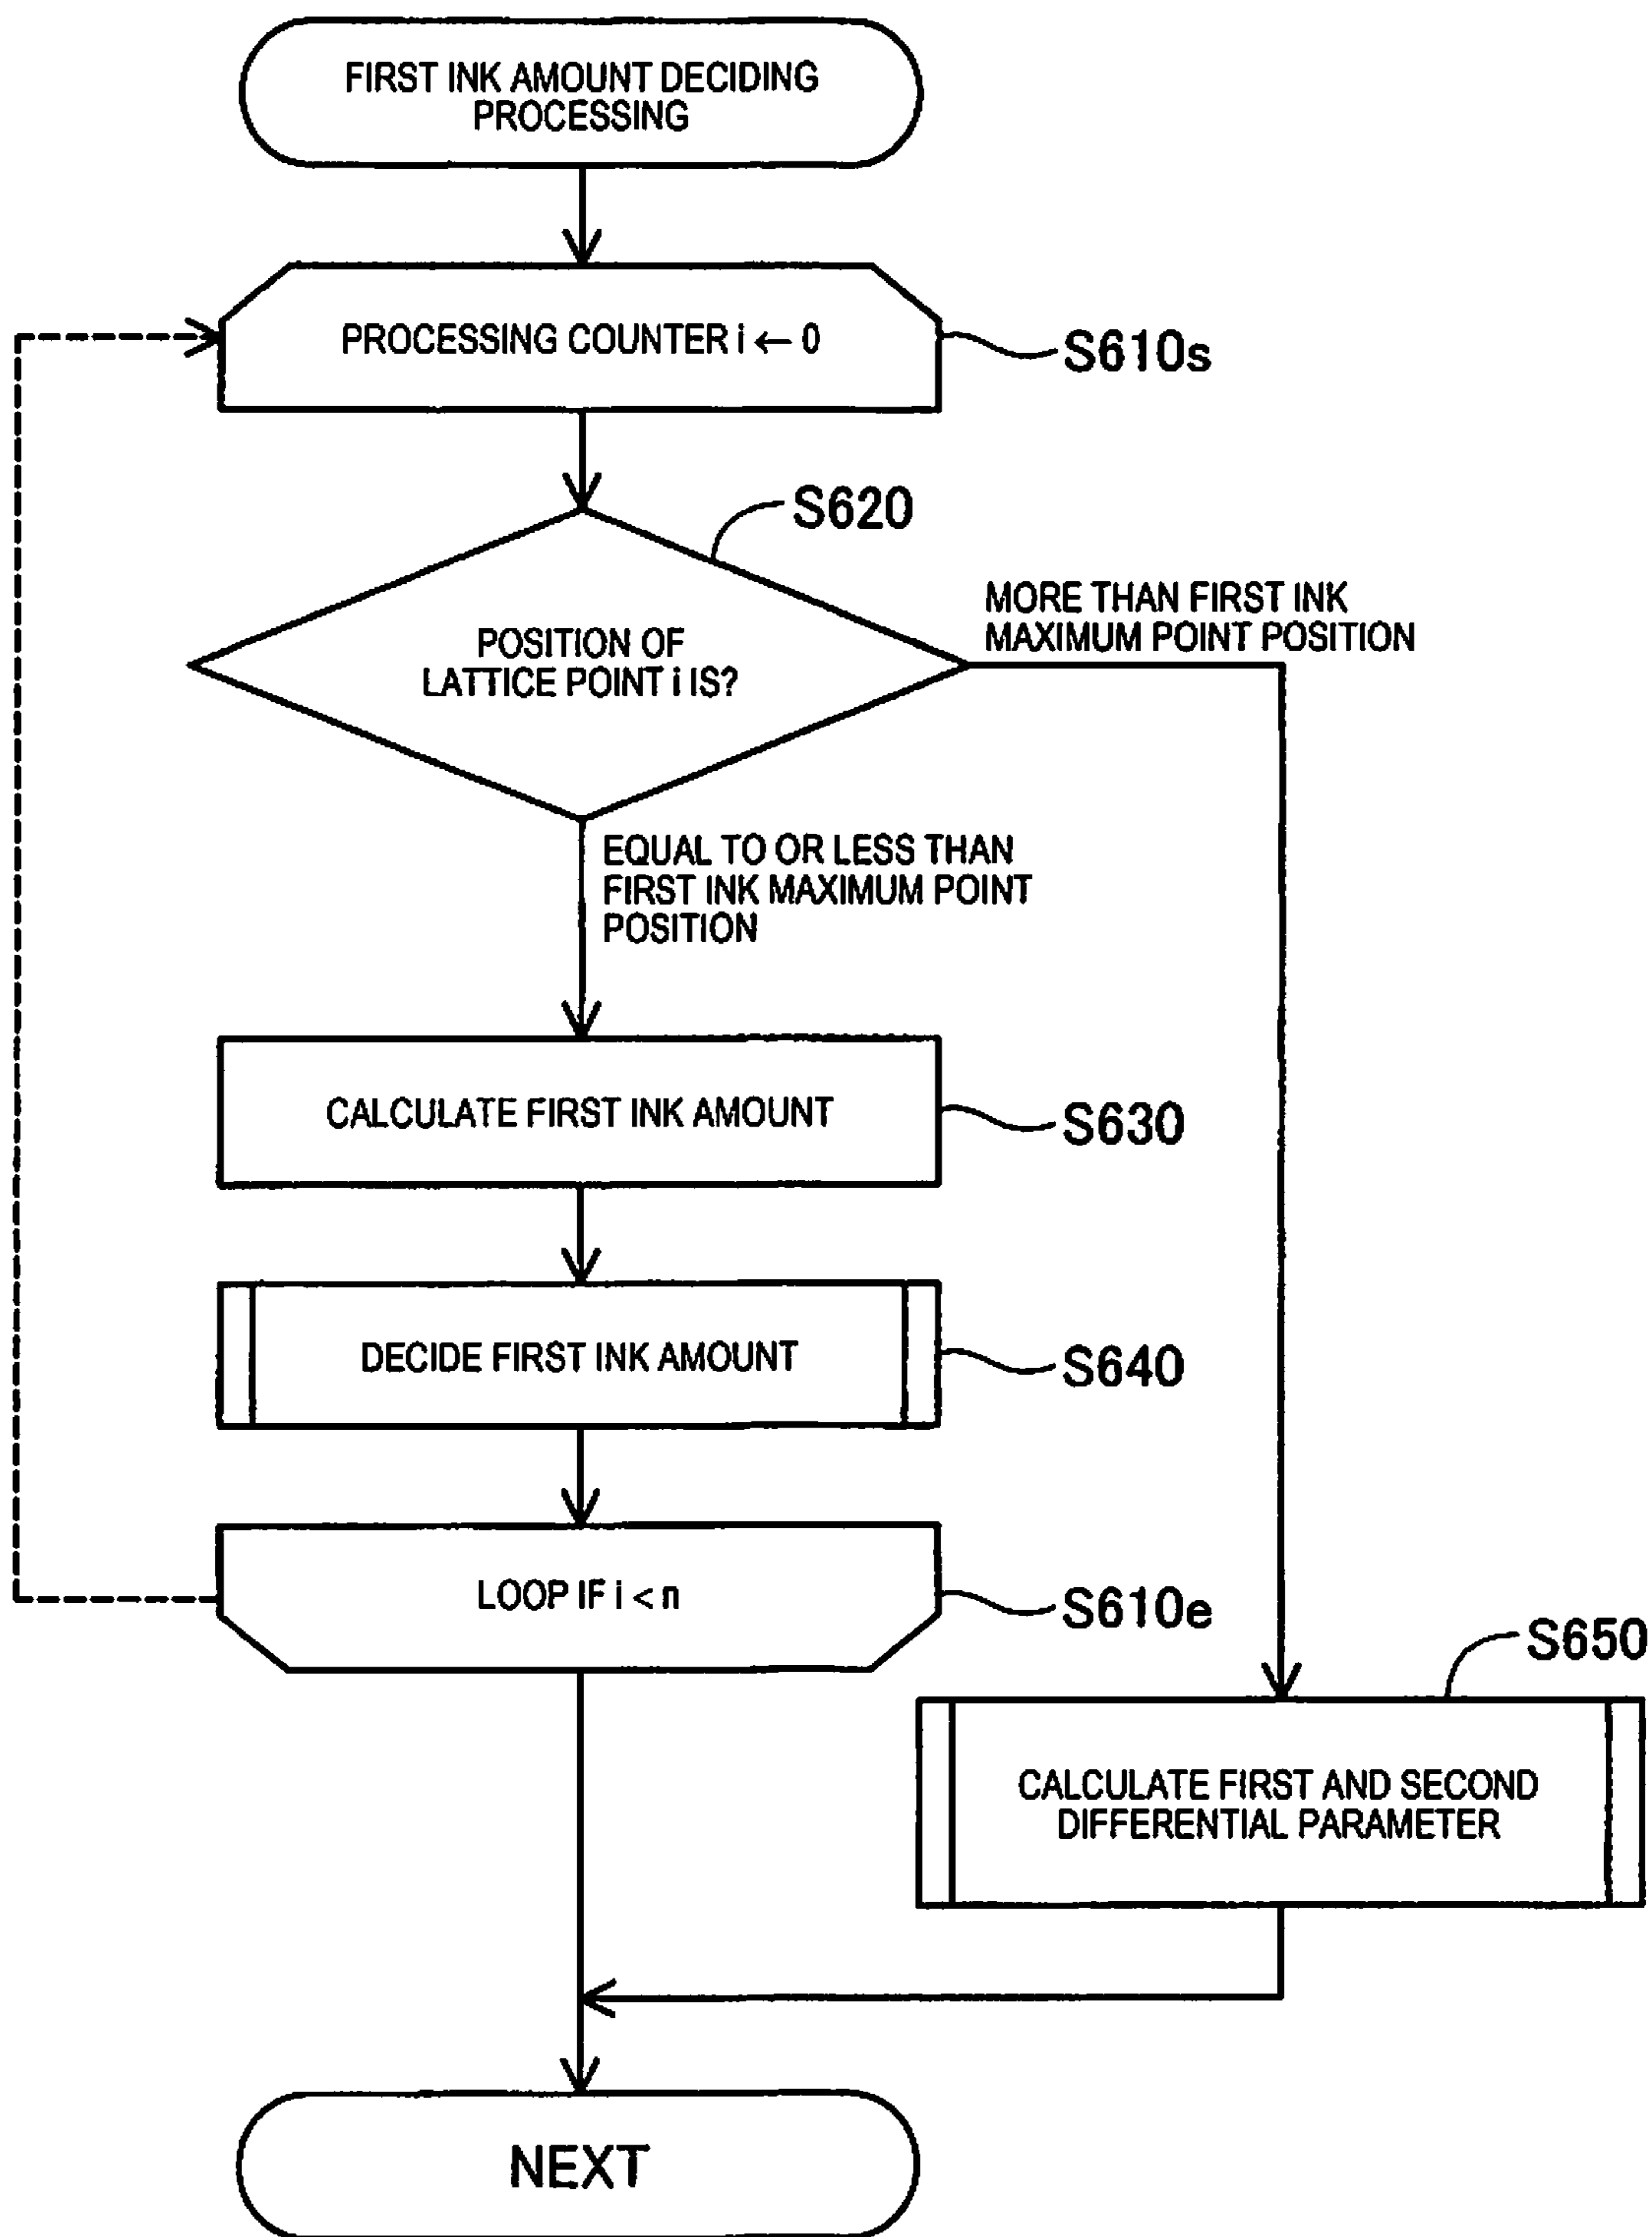 FIRST INK AMOUNT DECIDING
PROCESSING
PROCESSING COUNTER i ← 0
S610s
S620
POSITION OF
LATTICE POINT i IS?
MORE THAN FIRST INK
MAXIMUM POINT POSITION
EQUAL TO OR LESS THAN
FIRST INK MAXIMUM POINT
POSITION
CALCULATE FIRST INK AMOUNT
S630
DECIDE FIRST INK AMOUNT
S640
LOOP IF i < n
S610e
S650
CALCULATE FIRST AND SECOND
DIFFERENTIAL PARAMETER
NEXT